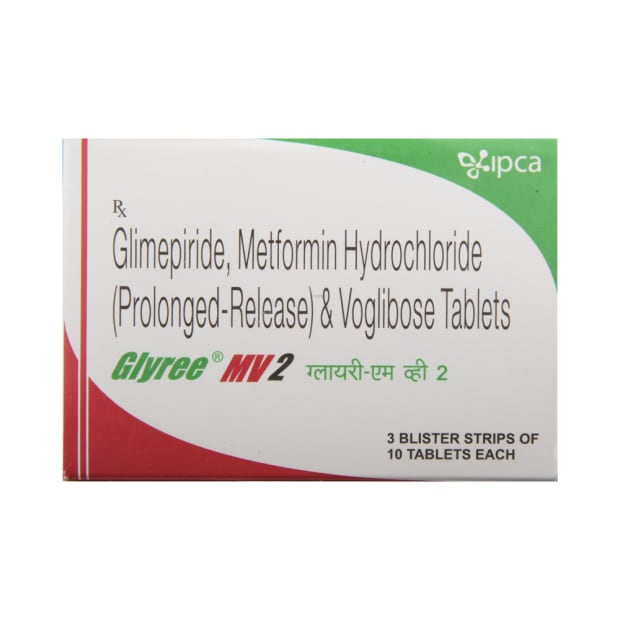 ipca
Rx
Glimepiride, Metformin Hydrochloride
(Prolonged-Release) & Voglibose Tablets
Glyree® MV2 ग्लायरी-एम व्ही 2
3 BLISTER STRIPS OF
10 TABLETS EACH